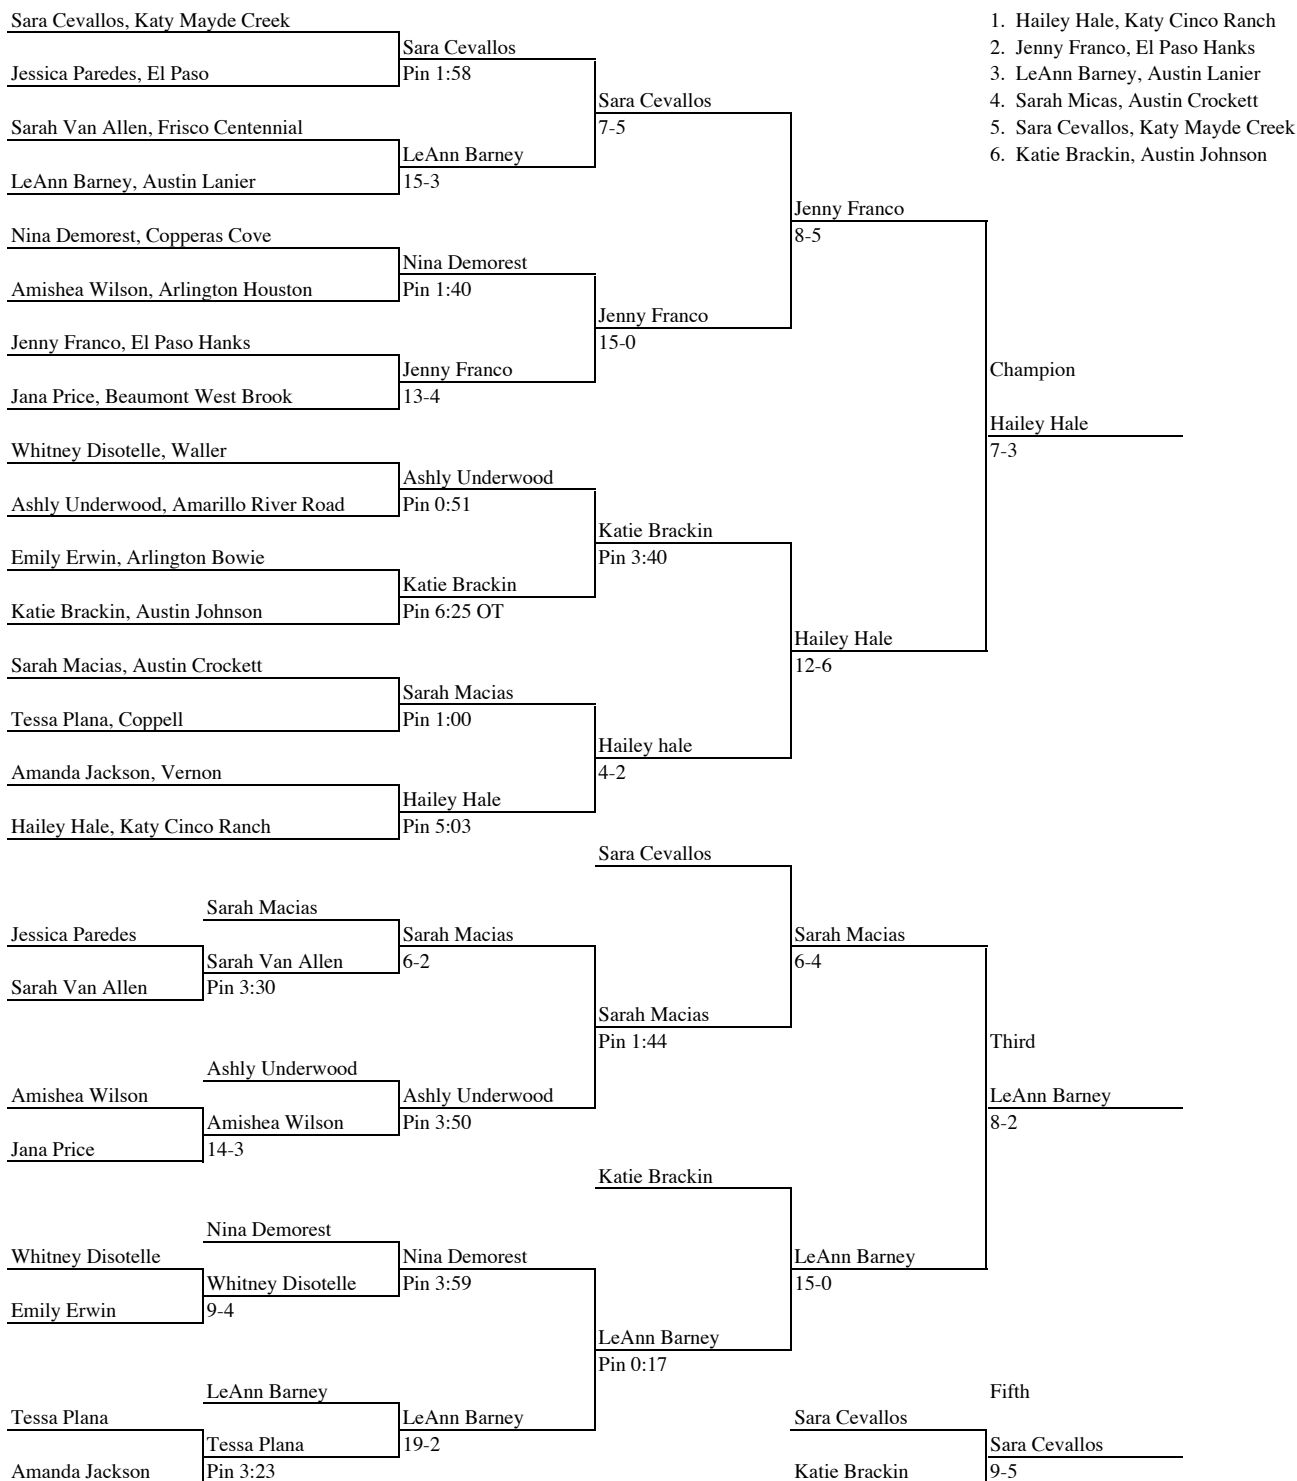 Sara Cevallos, Katy Mayde Creek
1. Hailey Hale, Katy Cinco Ranch
Sara Cevallos
2. Jenny Franco, El Paso Hanks
Jessica Paredes, El Paso
Pin 1:58
3. LeAnn Barney, Austin Lanier
Sara Cevallos
4. Sarah Micas, Austin Crockett
Sarah Van Allen, Frisco Centennial
7-5
5. Sara Cevallos, Katy Mayde Creek
LeAnn Barney
6. Katie Brackin, Austin Johnson
LeAnn Barney, Austin Lanier
15-3
Jenny Franco
Nina Demorest, Copperas Cove
8-5
Nina Demorest
Amishea Wilson, Arlington Houston
Pin 1:40
Jenny Franco
Jenny Franco, El Paso Hanks
15-0
Jenny Franco
Champion
Jana Price, Beaumont West Brook
13-4
Hailey Hale
Whitney Disotelle, Waller
7-3
Ashly Underwood
Ashly Underwood, Amarillo River Road
Pin 0:51
Katie Brackin
Emily Erwin, Arlington Bowie
Pin 3:40
Katie Brackin
Katie Brackin, Austin Johnson
Pin 6:25 OT
Hailey Hale
Sarah Macias, Austin Crockett
12-6
Sarah Macias
Tessa Plana, Coppell
Pin 1:00
Hailey hale
Amanda Jackson, Vernon
4-2
Hailey Hale
Hailey Hale, Katy Cinco Ranch
Pin 5:03
Sara Cevallos
Sarah Macias
Jessica Paredes
Sarah Macias
Sarah Macias
Sarah Van Allen
6-2
6-4
Sarah Van Allen
Pin 3:30
Sarah Macias
Pin 1:44
Third
Ashly Underwood
Amishea Wilson
Ashly Underwood
LeAnn Barney
Amishea Wilson
Pin 3:50
8-2
Jana Price
14-3
Katie Brackin
Nina Demorest
Whitney Disotelle
Nina Demorest
LeAnn Barney
Whitney Disotelle
Pin 3:59
15-0
Emily Erwin
9-4
LeAnn Barney
Pin 0:17
LeAnn Barney
Fifth
Tessa Plana
LeAnn Barney
Sara Cevallos
Tessa Plana
19-2
Sara Cevallos
Amanda Jackson
Pin 3:23
Katie Brackin
9-5